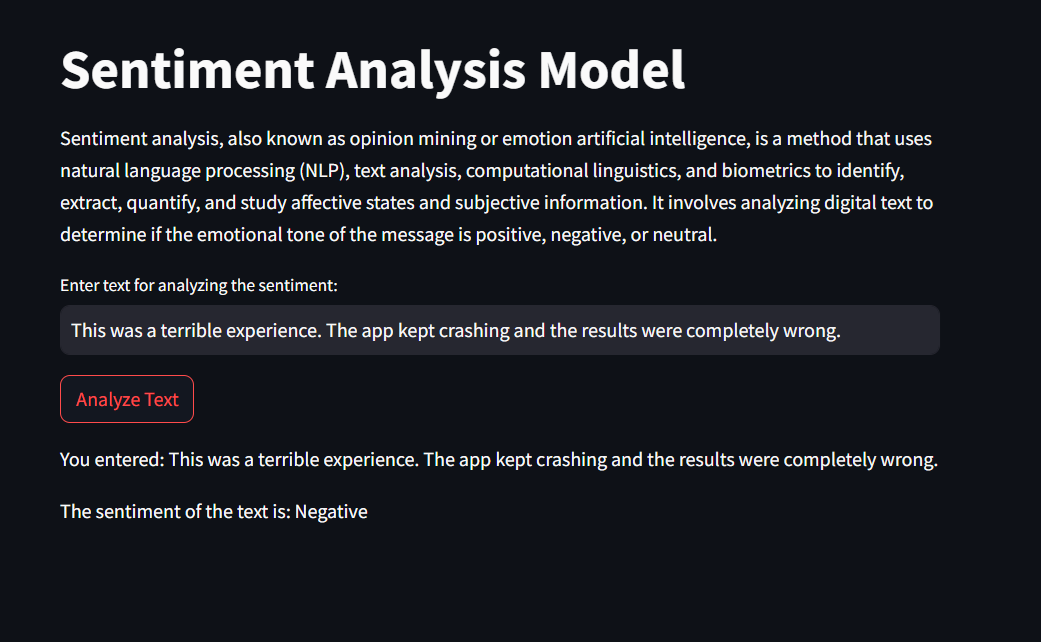 Sentiment Analysis Model
Sentiment analysis, also known as opinion mining or emotion artificial intelligence, is a method that uses
natural language processing (NLP), text analysis, computational linguistics, and biometrics to identify,
extract, quantify, and study affective states and subjective information. It involves analyzing digital text to
determine if the emotional tone of the message is positive, negative, or neutral.
Enter text for analyzing the sentiment:
This was a terrible experience. The app kept crashing and the results were completely wrong.
Analyze Text
You entered: This was a terrible experience. The app kept crashing and the results were completely wrong.
The sentiment of the text is: Negative